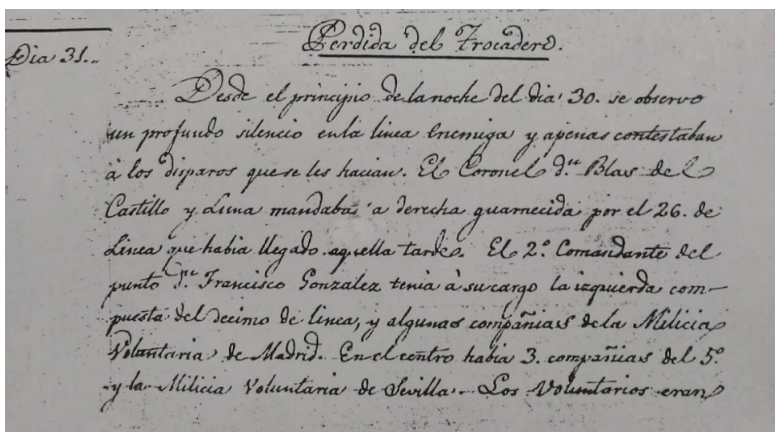 Perdida del Trocadero.
Dia 31..
Desde el principio de la noche del dia 30. se observo
un profundo silencio en la linea Enemiga y apenas contestaban
à los disparos que se les hacian. El Coronel d.n Blas del
Castillo y Luna mandaba a derecha guarnecida por el 26. de
Linea que habia llegado aquella tarde. El 2.o Comandante del
punto d.n Francisco Gonzalez tenia à su cargo la izquierda com-
puesta del decimo de linea, y algunas compañias de la Milicia
Voluntaria de Madrid. En el centro habia 3. compañias del 5.o
y la Milicia Voluntaria de Sevilla. Los Voluntarios eran